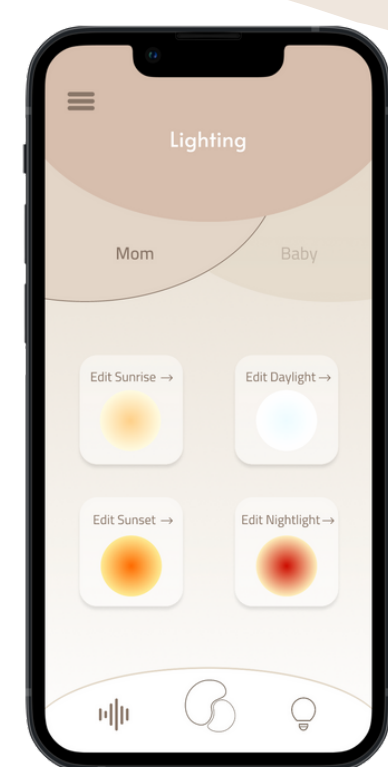 Lighting
Mom
Baby
Edit Sunrise →
Edit Daylight →
Edit Sunset →
Edit Nightlight →